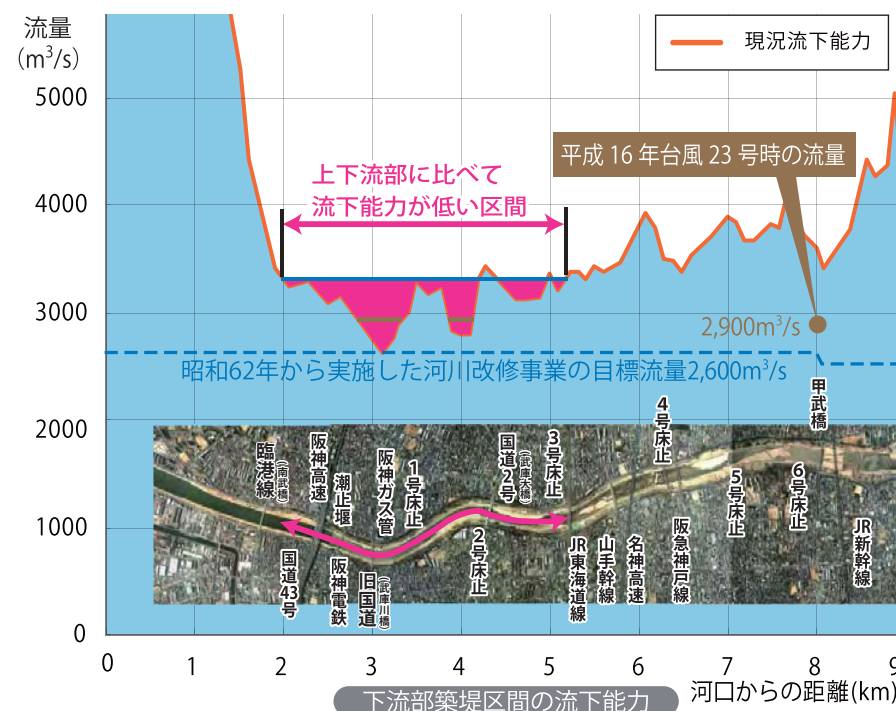 流量
(m³/s)
現況流下能力
5000
平成 16 年台風 23 号時の流量
上下流部に比べて
流下能力が低い区間
4000
3000
2,900m³/s
昭和62年から実施した河川改修事業の目標流量2,600m³/s
甲武橋
2000
臨港線
(南武橋)
阪神高速
潮止堰
阪神ガス管
1号床止
国道2号
(武庫大橋)
3号床止
4号床止
5号床止
6号床止
1000
国道43号
阪神電鉄
旧国道
(武庫川橋)
2号床止
JR東海道線
山手幹線
名神高速
阪急神戸線
JR新幹線
0
0 1 2 3 4 5 6 7 8 9
河口からの距離(km)
下流部築堤区間の流下能力